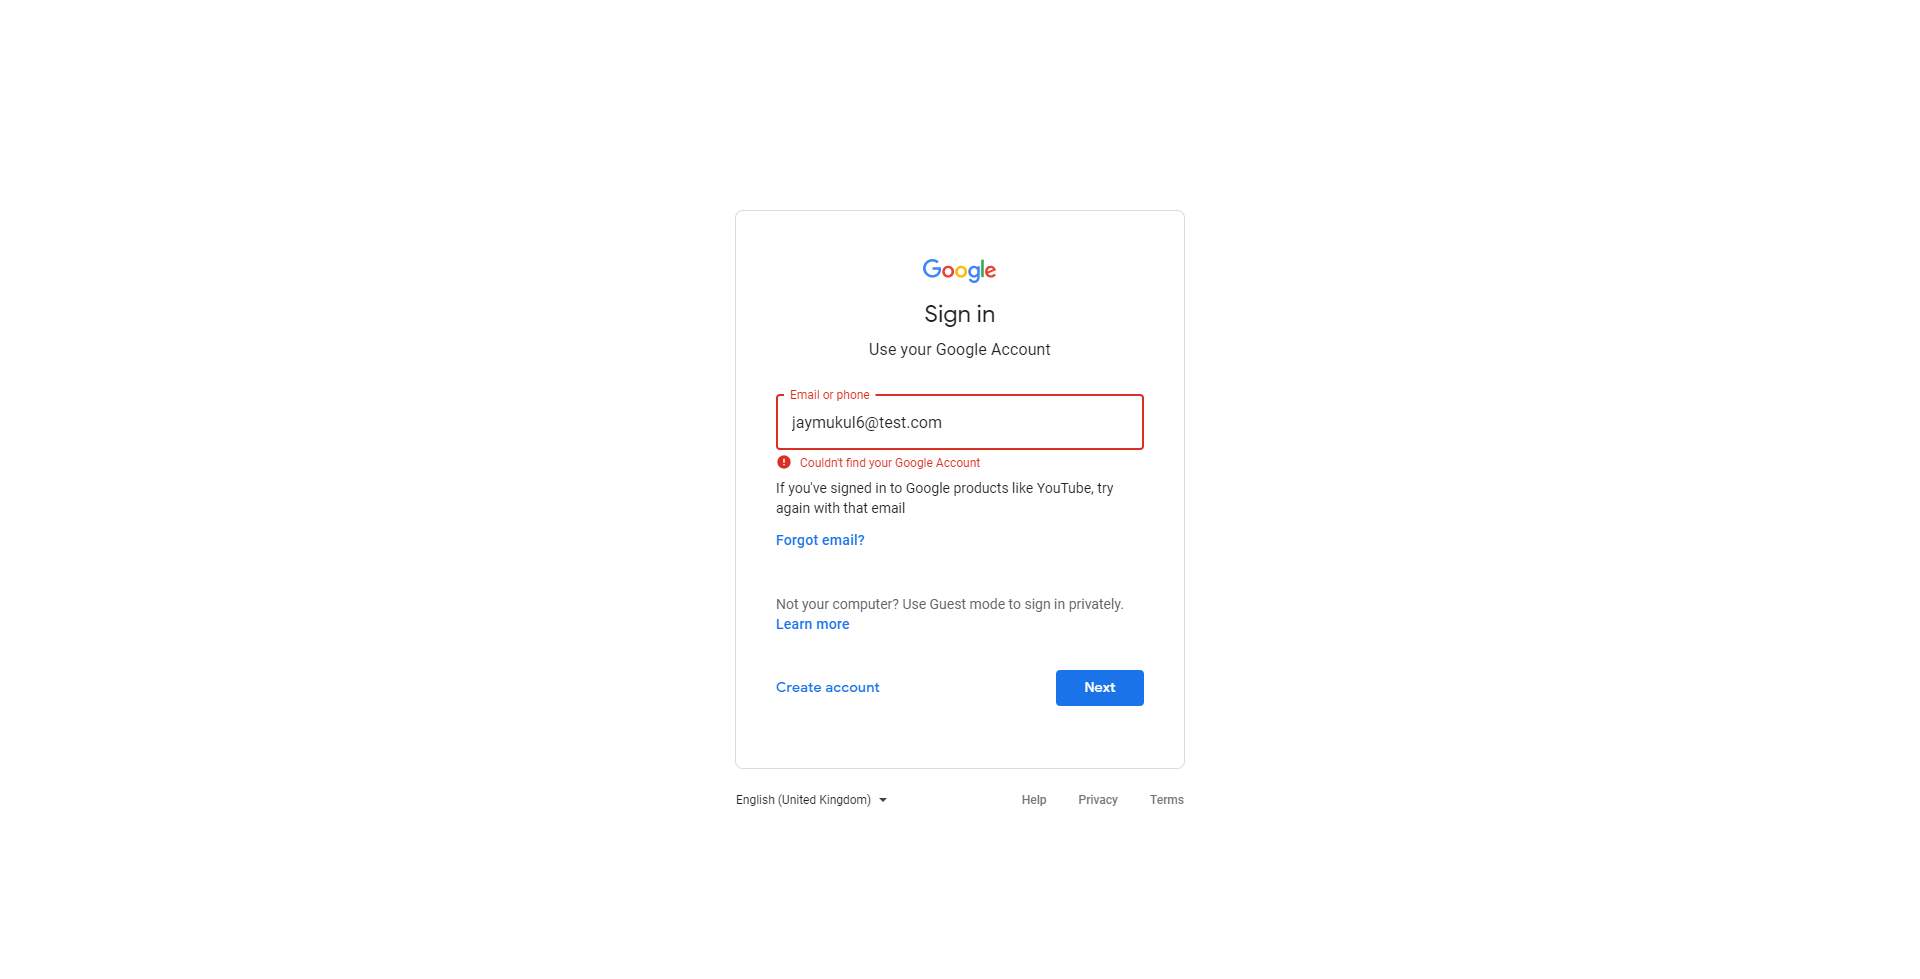 Google
Sign in
Use your Google Account
Email or phone
jaymukul6@test.com
Couldn't find your Google Account
If you've signed in to Google products like YouTube, try
again with that email
Forgot email?
Not your computer? Use Guest mode to sign in privately.
Learn more
Create account
Next
English (United Kingdom)
Help
Privacy
Terms